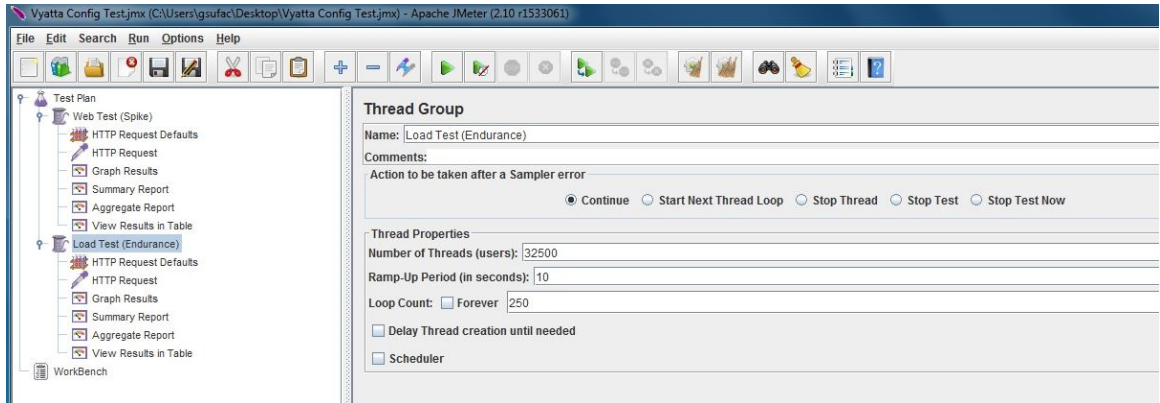 Vyatta Config Test.jmx (C:\Users\gsufac\Desktop\Vyatta Config Test.jmx) - Apache JMeter (2.10 r1533061)
File Edit Search Run Options Help
Test Plan
Web Test (Spike)
HTTP Request Defaults
HTTP Request
Graph Results
Summary Report
Aggregate Report
View Results in Table
Load Test (Endurance)
HTTP Request Defaults
HTTP Request
Graph Results
Summary Report
Aggregate Report
View Results in Table
WorkBench
Thread Group
Name: Load Test (Endurance)
Comments:
Action to be taken after a Sampler error
Continue Start Next Thread Loop Stop Thread Stop Test Stop Test Now
Thread Properties
Number of Threads (users): 32500
Ramp-Up Period (in seconds): 10
Loop Count: Forever 250
Delay Thread creation until needed
Scheduler